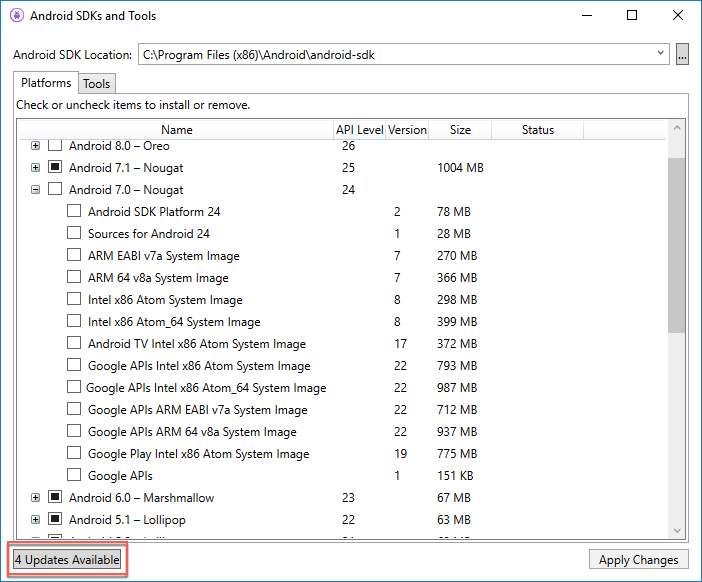 Android SDKs and Tools
Android SDK Location: C:\Program Files (x86)\Android\android-sdk ...
Platforms Tools
Check or uncheck items to install or remove.
Name API Level Version Size Status
Android 8.0 – Oreo 26
Android 7.1 – Nougat 25 1004 MB
Android 7.0 – Nougat 24
Android SDK Platform 24 2 78 MB
Sources for Android 24 1 28 MB
ARM EABI v7a System Image 7 270 MB
ARM 64 v8a System Image 7 366 MB
Intel x86 Atom System Image 8 298 MB
Intel x86 Atom_64 System Image 8 399 MB
Android TV Intel x86 Atom System Image 17 372 MB
Google APIs Intel x86 Atom System Image 22 793 MB
Google APIs Intel x86 Atom_64 System Image 22 987 MB
Google APIs ARM EABI v7a System Image 22 712 MB
Google APIs ARM 64 v8a System Image 22 937 MB
Google Play Intel x86 Atom System Image 19 775 MB
Google APIs 1 151 KB
Android 6.0 – Marshmallow 23 67 MB
Android 5.1 – Lollipop 22 63 MB
4 Updates Available Apply Changes